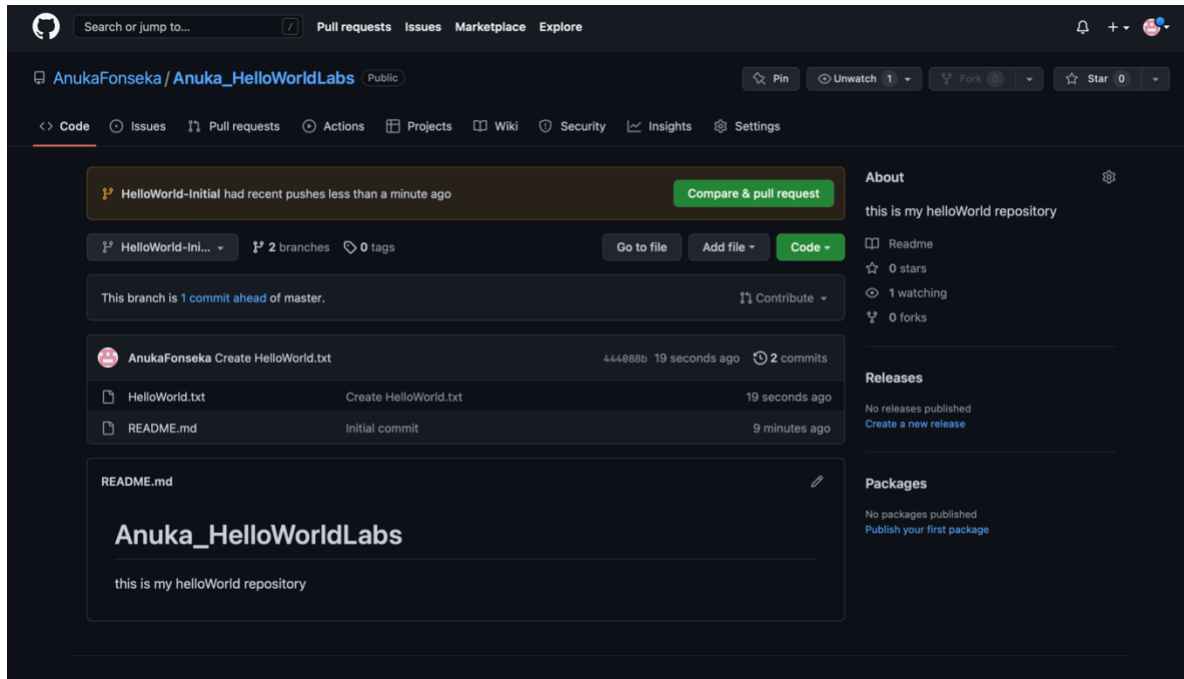 Search or jump to... / Pull requests Issues Marketplace Explore
AnukaFonseka / Anuka_HelloWorldLabs Public Pin Unwatch 1 Fork 0 Star 0
<> Code Issues Pull requests Actions Projects Wiki Security Insights Settings
HelloWorld-Initial had recent pushes less than a minute ago Compare & pull request
HelloWorld-Ini... 2 branches 0 tags Go to file Add file Code
This branch is 1 commit ahead of master. Contribute
AnukaFonseka Create HelloWorld.txt 444088b 19 seconds ago 2 commits
HelloWorld.txt Create HelloWorld.txt 19 seconds ago
README.md Initial commit 9 minutes ago
README.md
Anuka_HelloWorldLabs
this is my helloWorld repository
About
this is my helloWorld repository
Readme
0 stars
1 watching
0 forks
Releases
No releases published
Create a new release
Packages
No packages published
Publish your first package